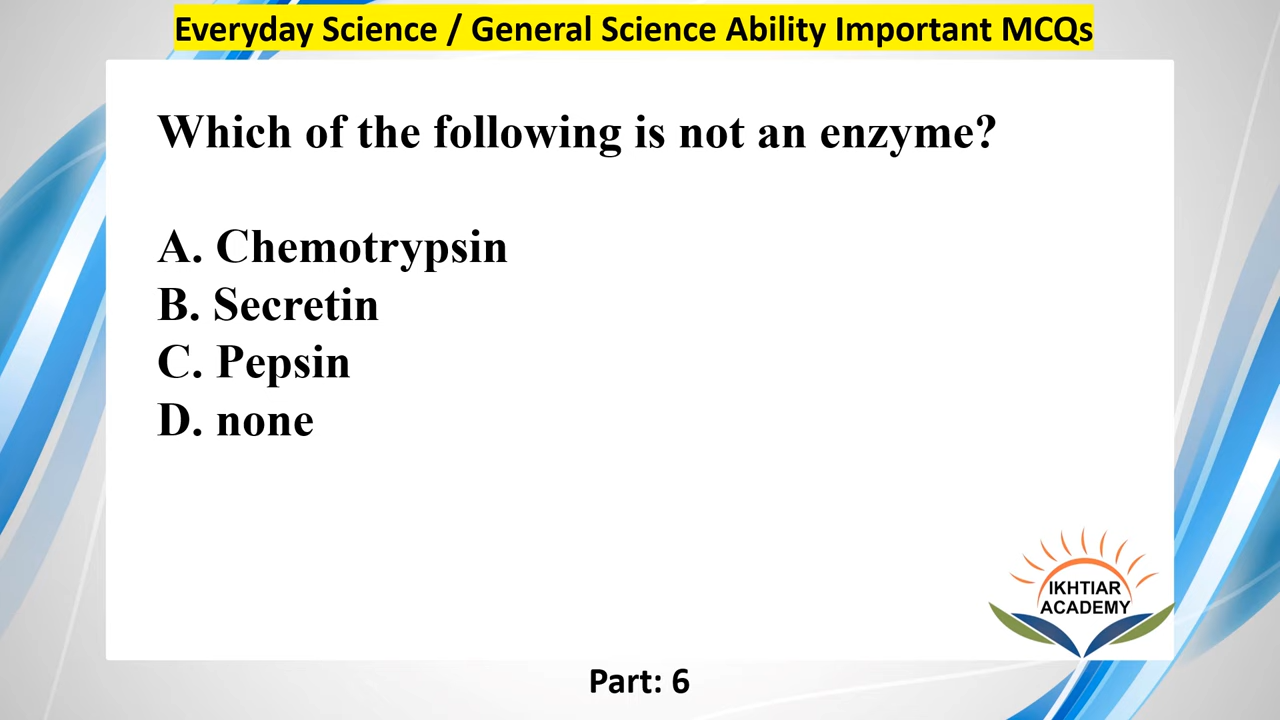 Everyday Science / General Science Ability Important MCQs
Which of the following is not an enzyme?
A. Chemotrypsin
B. Secretin
C. Pepsin
D. none
IKHTIAR
ACADEMY
Part: 6